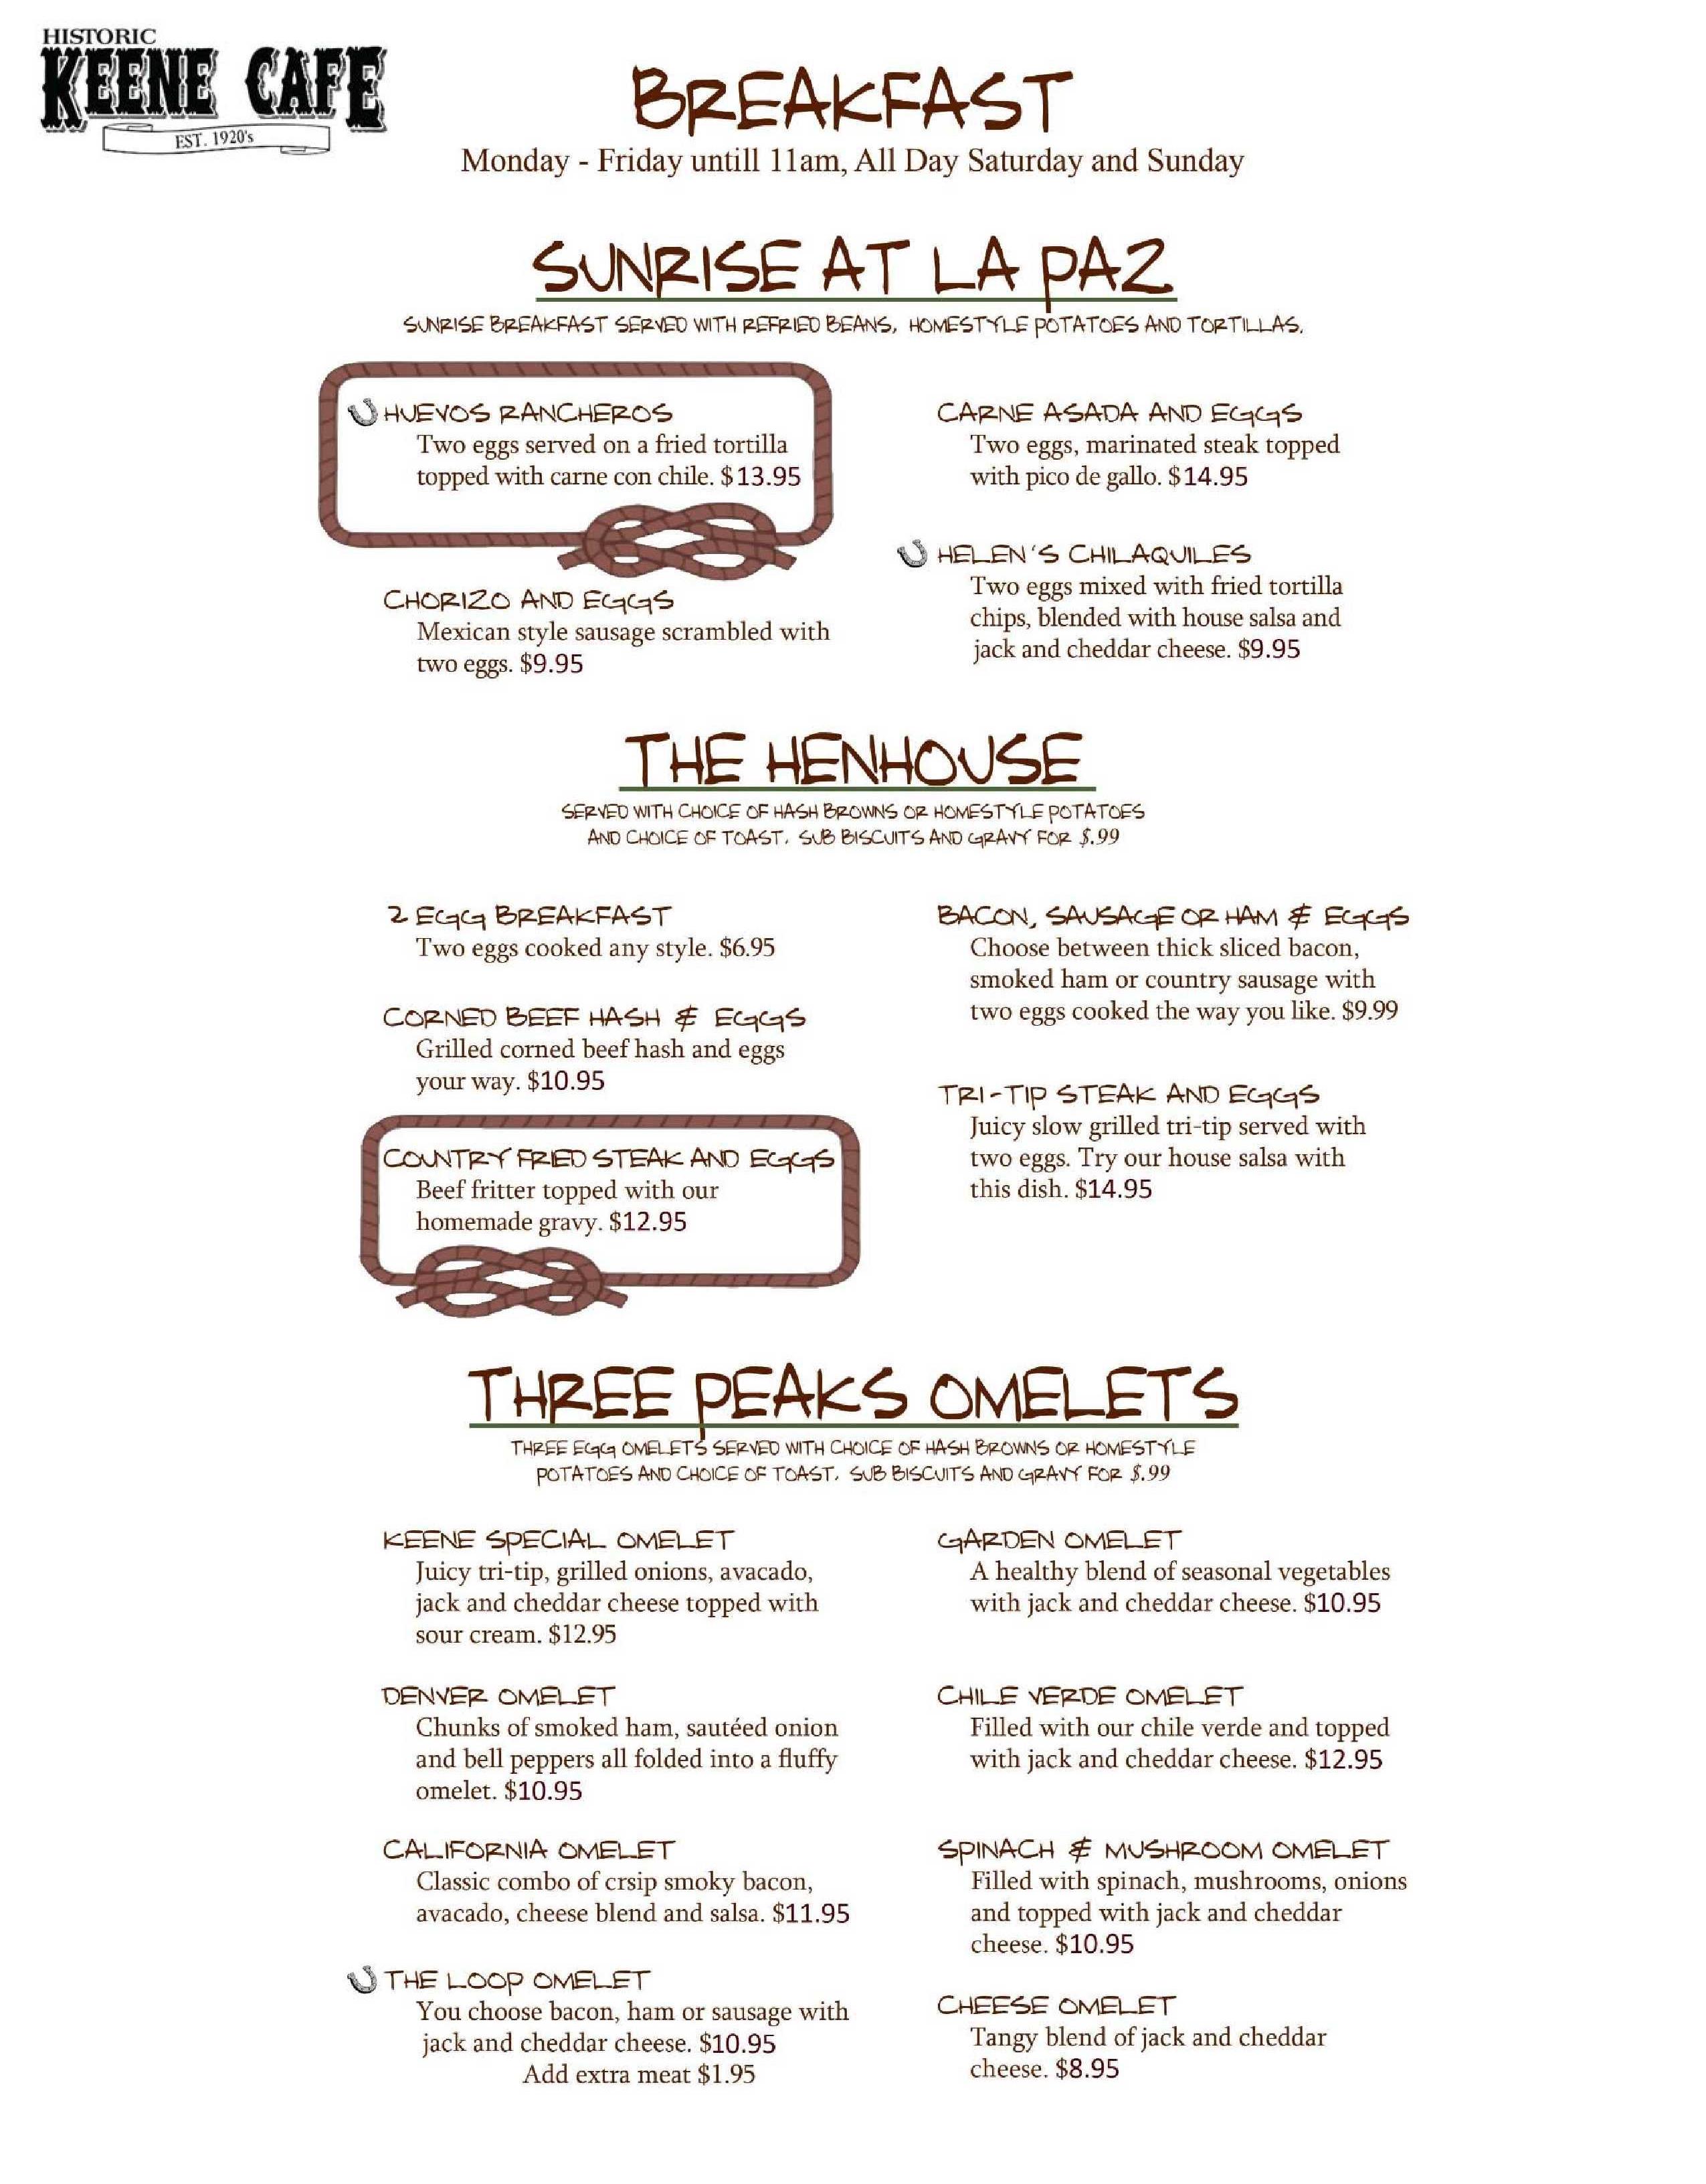 HISTORIC
KEENE CAFE
EST. 1920's
BREAKFAST
Monday - Friday untill 11am, All Day Saturday and Sunday
SUNRISE AT LA PAZ
SUNRISE BREAKFAST SERVED WITH REFRIED BEANS, HOMESTYLE POTATOES AND TORTILLAS.
HUEVOS RANCHEROS
Two eggs served on a fried tortilla
topped with carne con chile. $13.95
CHORIZO AND EGGS
Mexican style sausage scrambled with
two eggs. $9.95
CARNE ASADA AND EGGS
Two eggs, marinated steak topped
with pico de gallo. $14.95
HELEN'S CHILAQUILES
Two eggs mixed with fried tortilla
chips, blended with house salsa and
jack and cheddar cheese. $9.95
THE HENHOUSE
SERVED WITH CHOICE OF HASH BROWNS OR HOMESTYLE POTATOES
AND CHOICE OF TOAST. SUB BISCUITS AND GRAVY FOR $.99
2 EGG BREAKFAST
Two eggs cooked any style. $6.95
CORNED BEEF HASH & EGGS
Grilled corned beef hash and eggs
your way. $10.95
COUNTRY FRIED STEAK AND EGGS
Beef fritter topped with our
homemade gravy. $12.95
BACON, SAUSAGE OR HAM & EGGS
Choose between thick sliced bacon,
smoked ham or country sausage with
two eggs cooked the way you like. $9.99
TRI-TIP STEAK AND EGGS
Juicy slow grilled tri-tip served with
two eggs. Try our house salsa with
this dish. $14.95
THREE PEAKS OMELETS
THREE EGG OMELETS SERVED WITH CHOICE OF HASH BROWNS OR HOMESTYLE
POTATOES AND CHOICE OF TOAST. SUB BISCUITS AND GRAVY FOR $.99
KEENE SPECIAL OMELET
Juicy tri-tip, grilled onions, avacado,
jack and cheddar cheese topped with
sour cream. $12.95
DENVER OMELET
Chunks of smoked ham, sautéed onion
and bell peppers all folded into a fluffy
omelet. $10.95
CALIFORNIA OMELET
Classic combo of crsip smoky bacon,
avacado, cheese blend and salsa. $11.95
THE LOOP OMELET
You choose bacon, ham or sausage with
jack and cheddar cheese. $10.95
Add extra meat $1.95
GARDEN OMELET
A healthy blend of seasonal vegetables
with jack and cheddar cheese. $10.95
CHILE VERDE OMELET
Filled with our chile verde and topped
with jack and cheddar cheese. $12.95
SPINACH & MUSHROOM OMELET
Filled with spinach, mushrooms, onions
and topped with jack and cheddar
cheese. $10.95
CHEESE OMELET
Tangy blend of jack and cheddar
cheese. $8.95